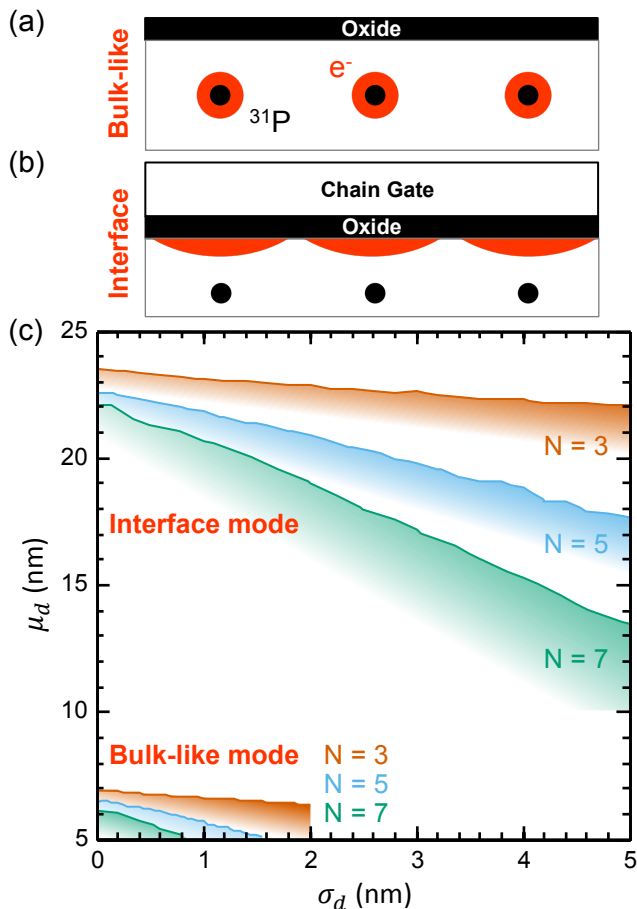 (a)
Bulk-like
Oxide
e-
31P
(b)
Interface
Chain Gate
Oxide
(c)
25
20
15
10
5
μd (nm)
N = 3
N = 5
Interface mode
N = 7
Bulk-like mode
N = 3
N = 5
N = 7
0 1 2 3 4 5
σd (nm)